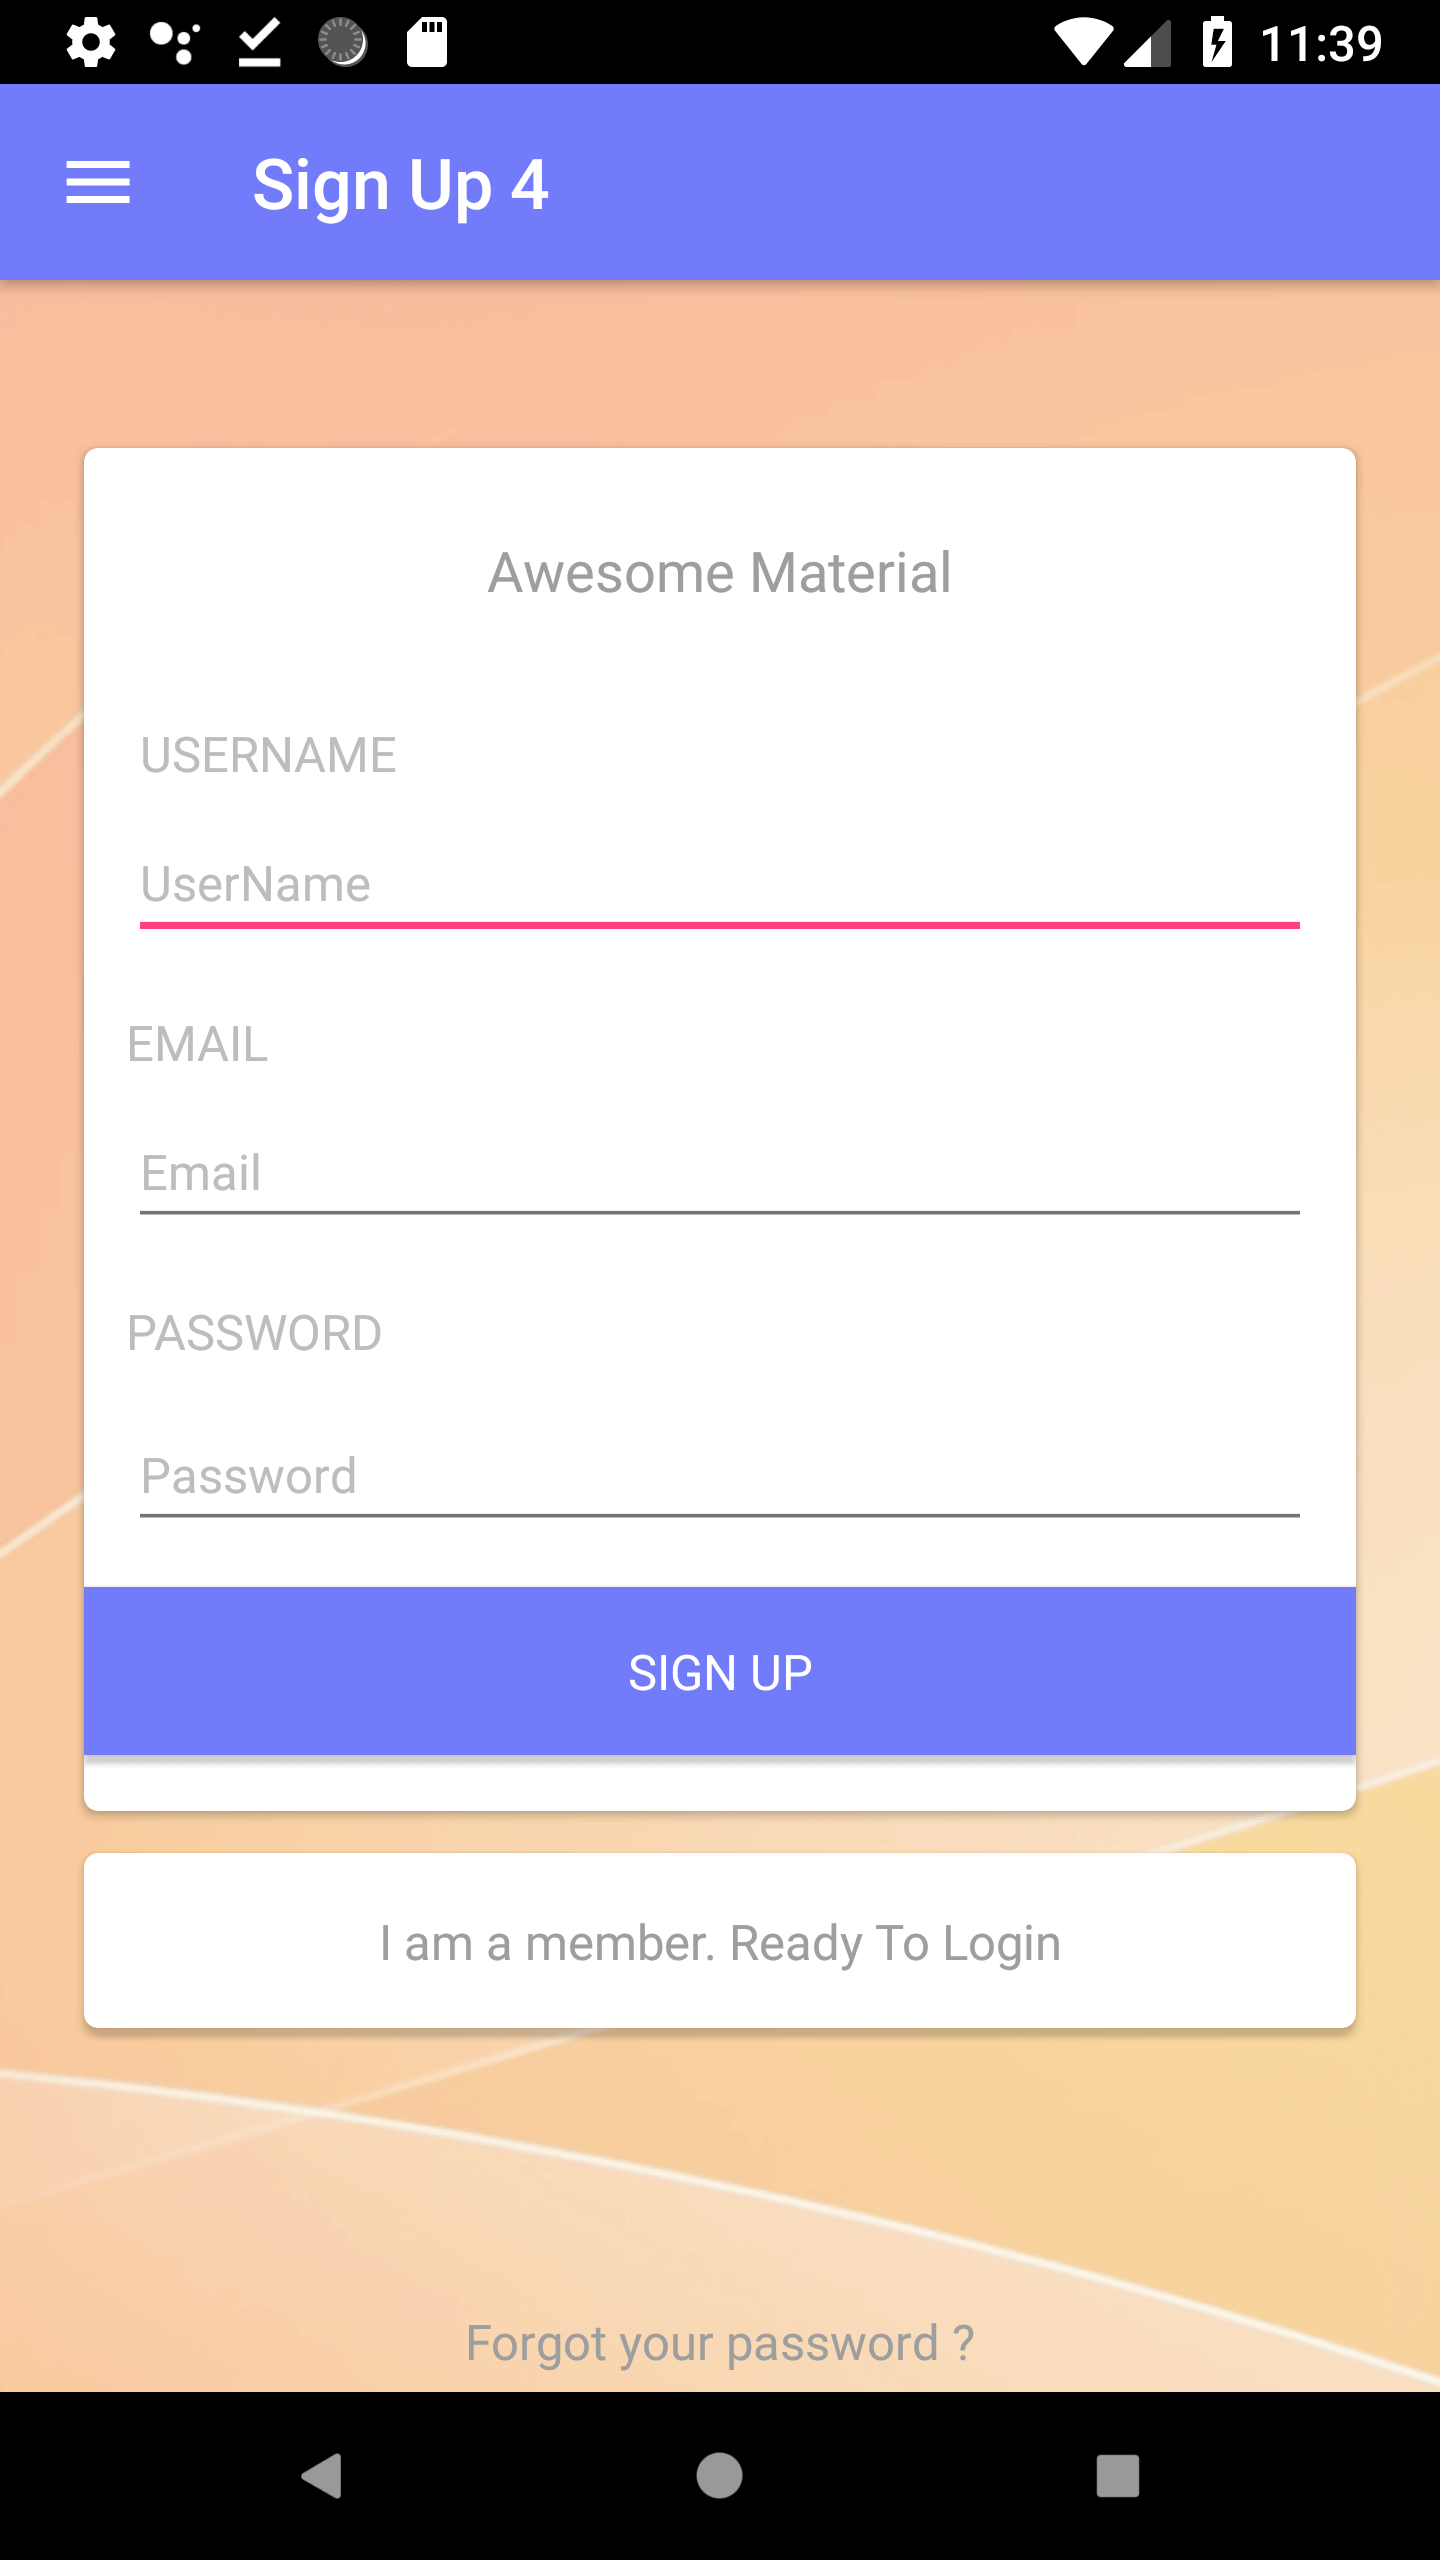 11:39
Sign Up 4
Awesome Material
USERNAME
UserName
EMAIL
Email
PASSWORD
Password
SIGN UP
I am a member. Ready To Login
Forgot your password ?